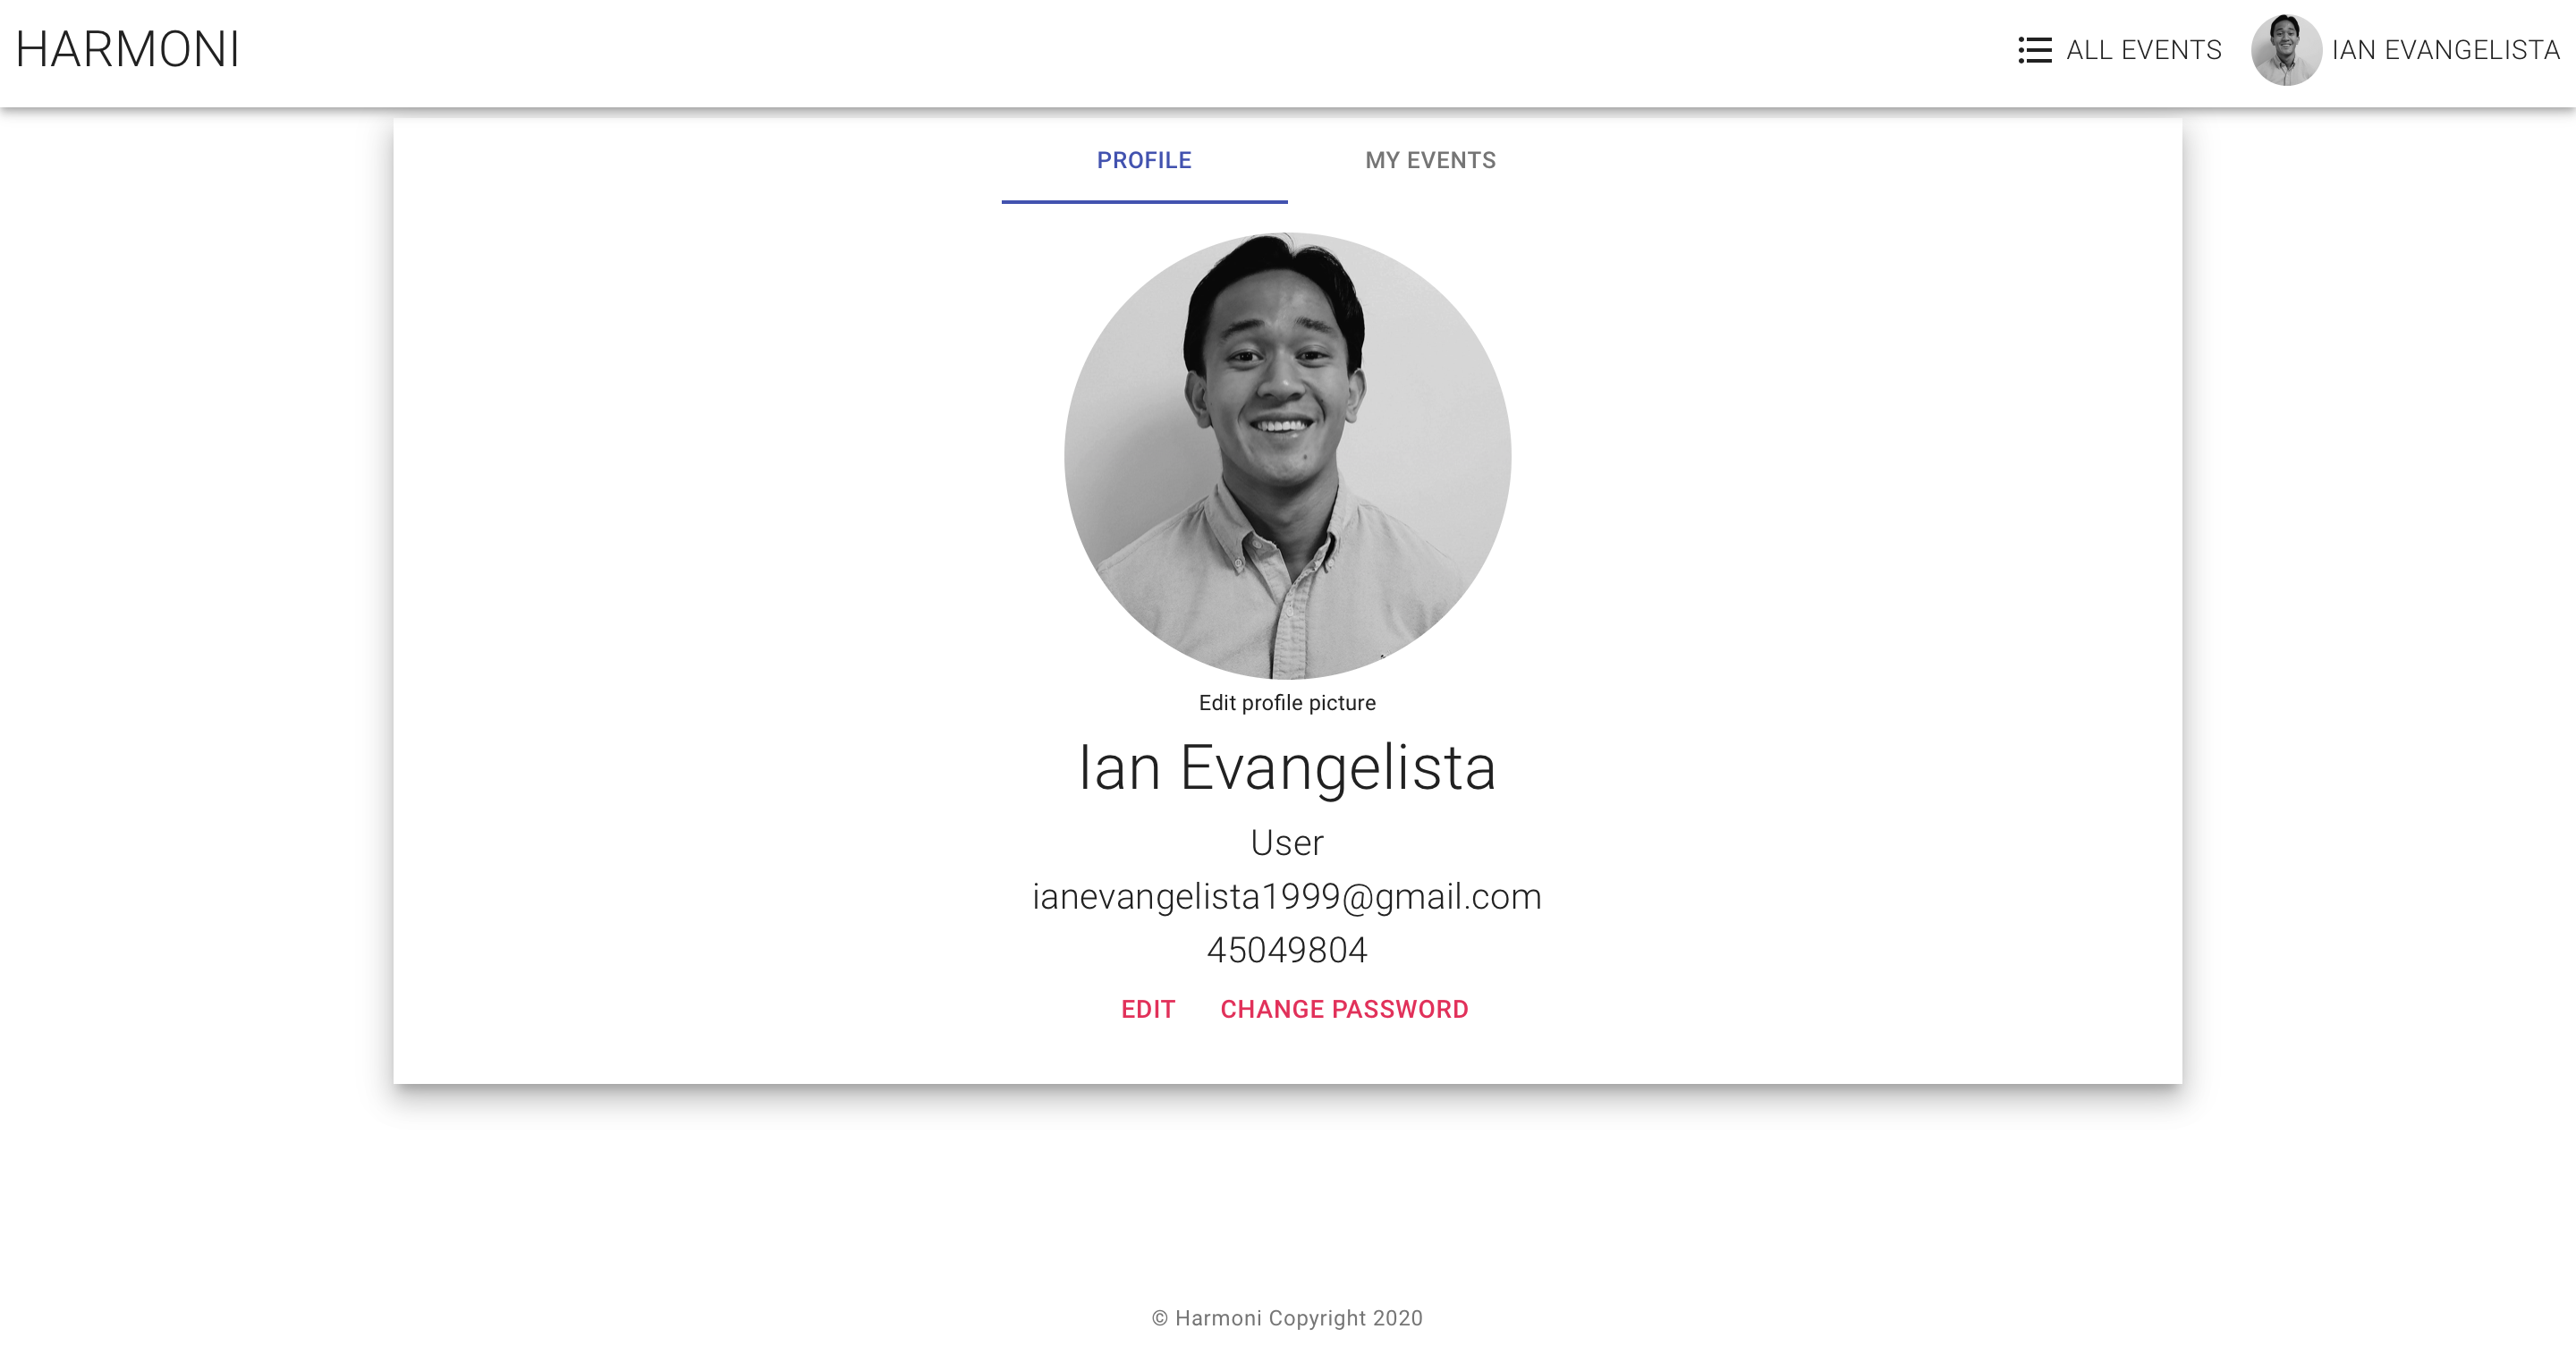 HARMONI
ALL EVENTS
IAN EVANGELISTA
PROFILE
MY EVENTS
Edit profile picture
Ian Evangelista
User
ianevangelista1999@gmail.com
45049804
EDIT
CHANGE PASSWORD
© Harmoni Copyright 2020